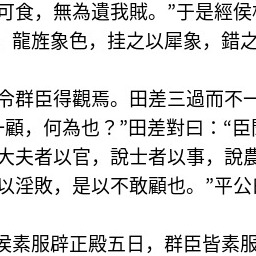 可食，無為遺我賊。”于是經侯
龍旌象色，挂之以犀象，錯之
令群臣得觀焉。田差三過而不一
顧，何為也？”田差對曰：“臣聞
大夫者以官，說士者以事，說農
以淫敗，是以不敢顧也。”平公
侯素服辟正殿五日，群臣皆素服